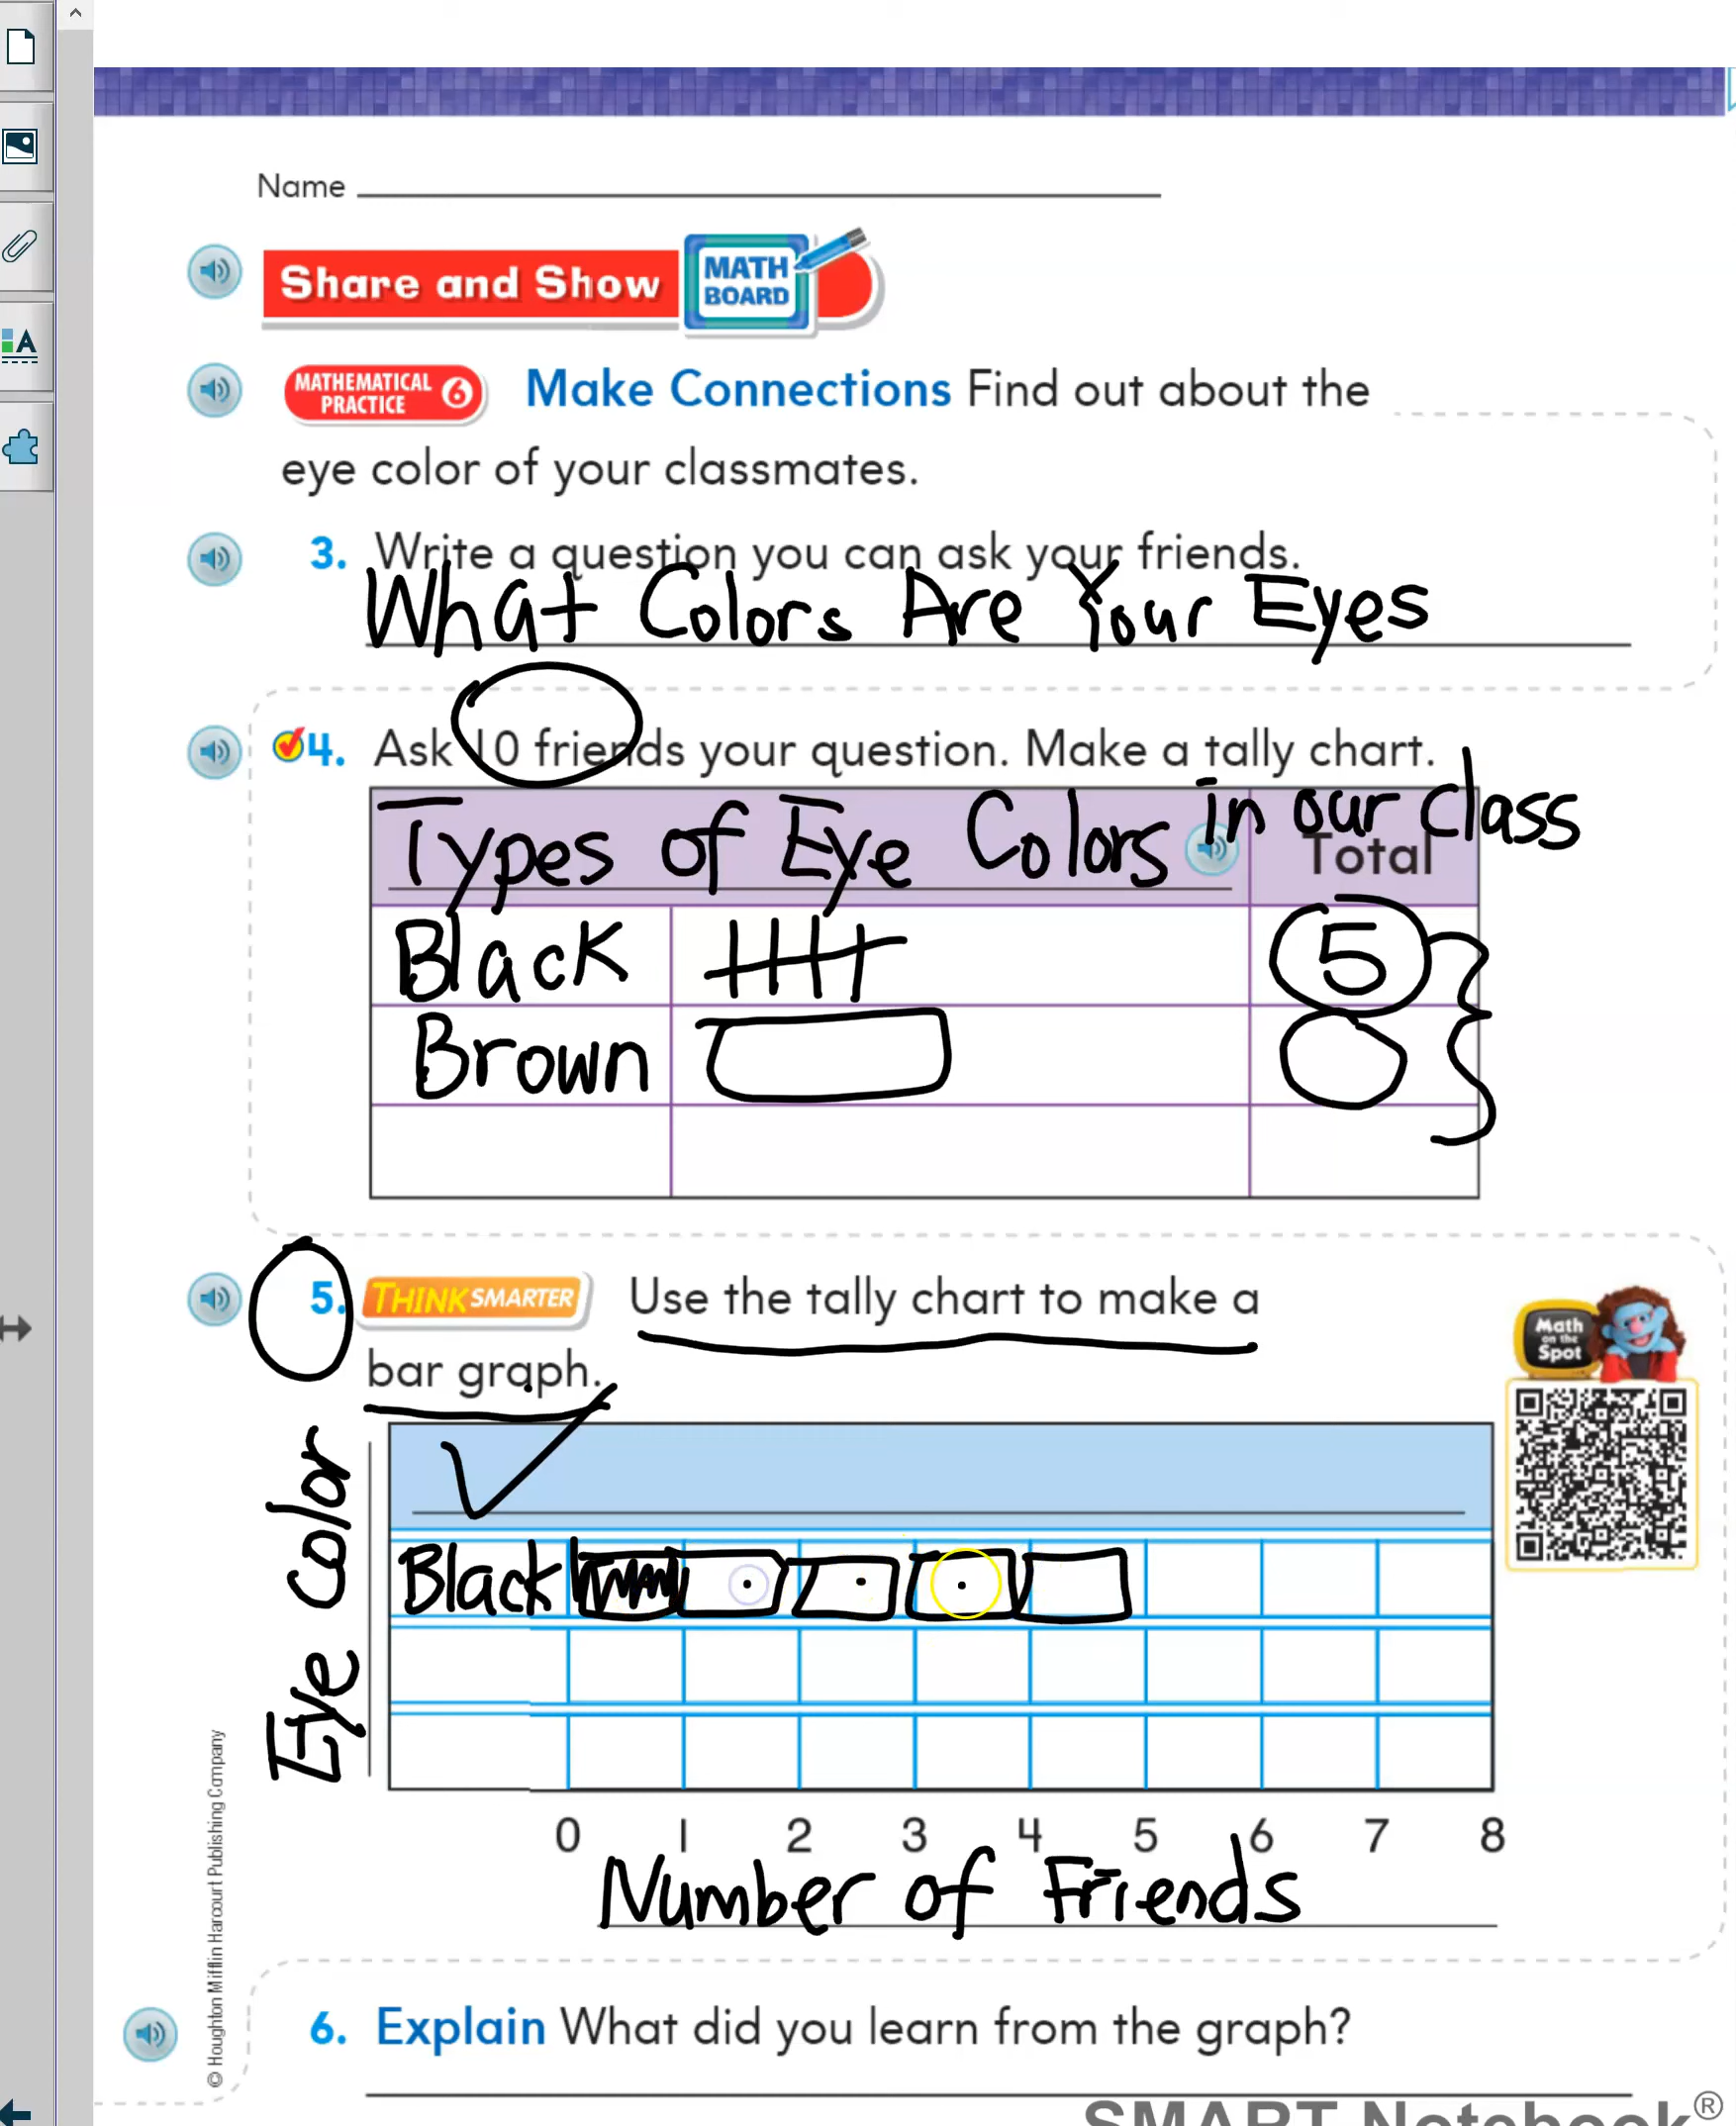 Name
Share and Show
MATH
BOARD
MATHEMATICAL
PRACTICE 6
Make Connections Find out about the
eye color of your classmates.
3. Write a question you can ask your friends.
What Colors Are Your Eyes
4. Ask 10 friends your question. Make a tally chart.
Types of Eye Colors in our class
Total
Black 5
Brown
5. THINK SMARTER Use the tally chart to make a
bar graph.
Math
on the
Spot
Eye Color
Black
0 1 2 3 4 5 6 7 8
Number of Friends
6. Explain What did you learn from the graph?
© Houghton Mifflin Harcourt Publishing Company
SMART Notebook®